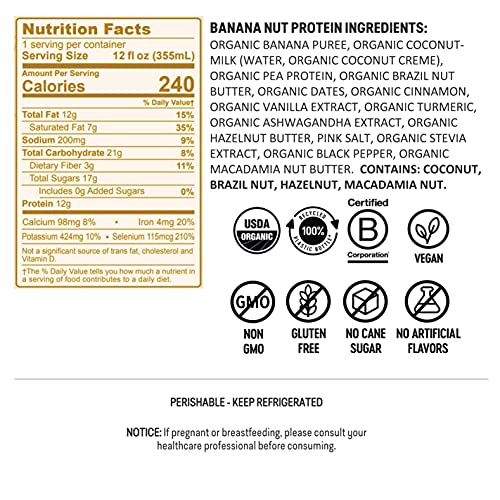 Nutrition Facts
1 serving per container
Serving Size 12 fl oz (355mL)
Amount Per Serving
Calories 240
% Daily Value†
Total Fat 12g 15%
Saturated Fat 7g 35%
Sodium 200mg 9%
Total Carbohydrate 21g 8%
Dietary Fiber 3g 11%
Total Sugars 17g
Includes 0g Added Sugars 0%
Protein 12g
Calcium 98mg 8% • Iron 4mg 20%
Potassium 424mg 10% • Selenium 115mcg 210%
Not a significant source of trans fat, cholesterol and
Vitamin D.
†The % Daily Value tells you how much a nutrient in
a serving of food contributes to a daily diet.
BANANA NUT PROTEIN INGREDIENTS:
ORGANIC BANANA PUREE, ORGANIC COCONUT-
MILK (WATER, ORGANIC COCONUT CREME),
ORGANIC PEA PROTEIN, ORGANIC BRAZIL NUT
BUTTER, ORGANIC DATES, ORGANIC CINNAMON,
ORGANIC VANILLA EXTRACT, ORGANIC TURMERIC,
ORGANIC ASHWAGANDHA EXTRACT, ORGANIC
HAZELNUT BUTTER, PINK SALT, ORGANIC STEVIA
EXTRACT, ORGANIC BLACK PEPPER, ORGANIC
MACADAMIA NUT BUTTER. CONTAINS: COCONUT,
BRAZIL NUT, HAZELNUT, MACADAMIA NUT.
USDA
ORGANIC
RECYCLED
100%
PLASTIC BOTTLE
Certified
B
Corporation
VEGAN
GMO
NON
GMO
GLUTEN
FREE
NO CANE
SUGAR
NO ARTIFICIAL
FLAVORS
PERISHABLE - KEEP REFRIGERATED
NOTICE: If pregnant or breastfeeding, please consult your
healthcare professional before consuming.